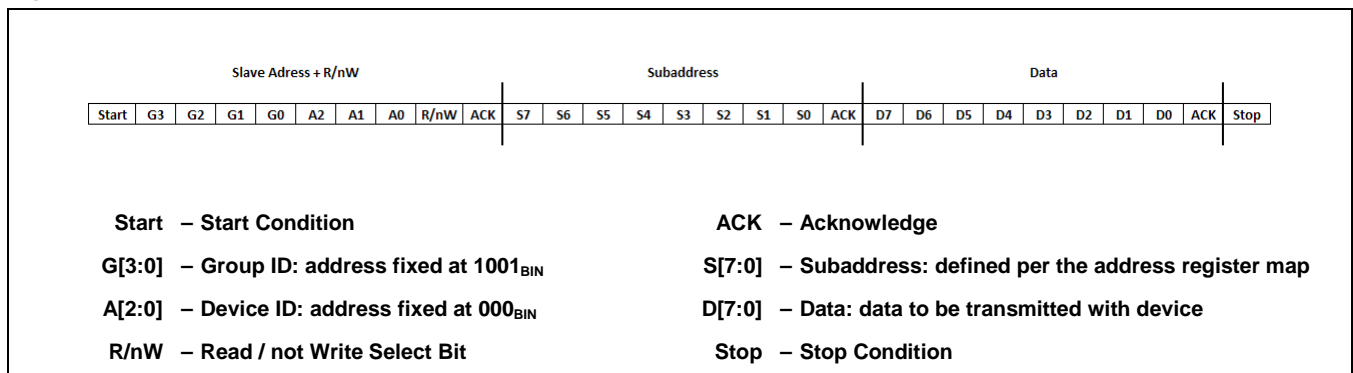 Slave Adress + R/nW Subaddress Data
Start G3 G2 G1 G0 A2 A1 A0 R/nW ACK S7 S6 S5 S4 S3 S2 S1 S0 ACK D7 D6 D5 D4 D3 D2 D1 D0 ACK Stop
Start – Start Condition ACK – Acknowledge
G[3:0] – Group ID: address fixed at 1001BIN S[7:0] – Subaddress: defined per the address register map
A[2:0] – Device ID: address fixed at 000BIN D[7:0] – Data: data to be transmitted with device
R/nW – Read / not Write Select Bit Stop – Stop Condition